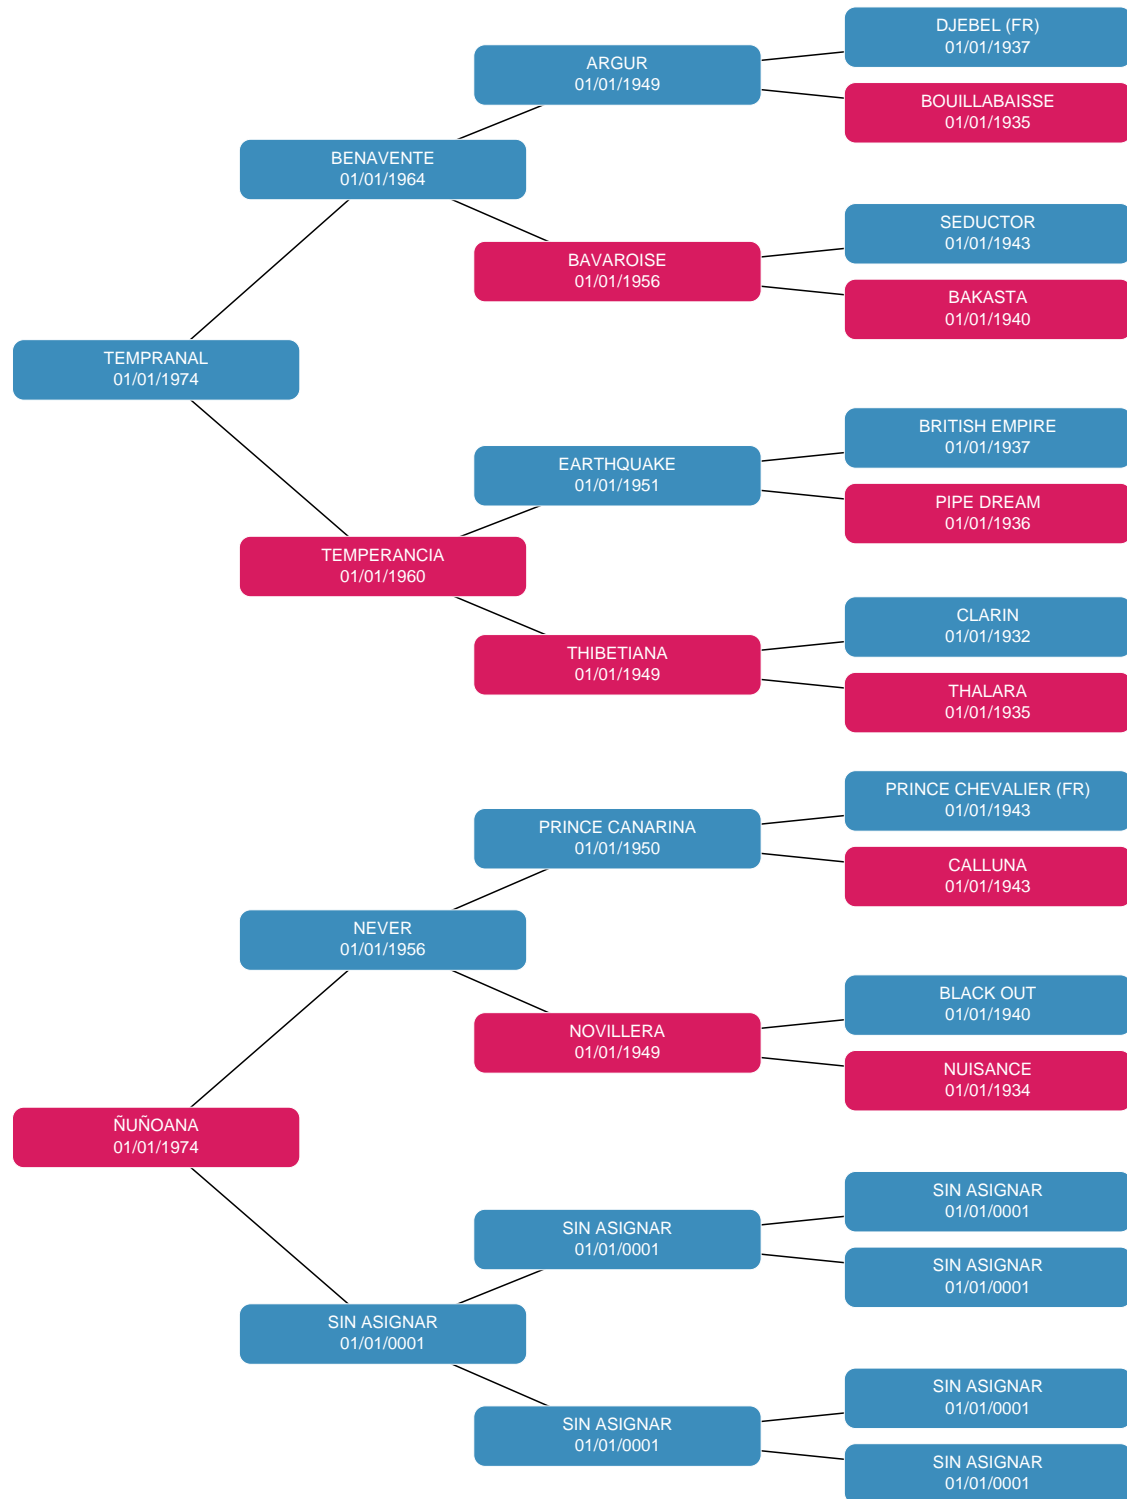 DJEBEL (FR)
01/01/1937
ARGUR
01/01/1949
BOUILLABAISSE
01/01/1935
BENAVENTE
01/01/1964
SEDUCTOR
01/01/1943
BAVAROISE
01/01/1956
BAKASTA
01/01/1940
TEMPRANAL
01/01/1974
BRITISH EMPIRE
01/01/1937
EARTHQUAKE
01/01/1951
PIPE DREAM
01/01/1936
TEMPERANCIA
01/01/1960
CLARIN
01/01/1932
THIBETIANA
01/01/1949
THALARA
01/01/1935
PRINCE CHEVALIER (FR)
01/01/1943
PRINCE CANARINA
01/01/1950
CALLUNA
01/01/1943
NEVER
01/01/1956
BLACK OUT
01/01/1940
NOVILLERA
01/01/1949
NUISANCE
01/01/1934
ÑUÑOANA
01/01/1974
SIN ASIGNAR
01/01/0001
SIN ASIGNAR
01/01/0001
SIN ASIGNAR
01/01/0001
SIN ASIGNAR
01/01/0001
SIN ASIGNAR
01/01/0001
SIN ASIGNAR
01/01/0001
SIN ASIGNAR
01/01/0001